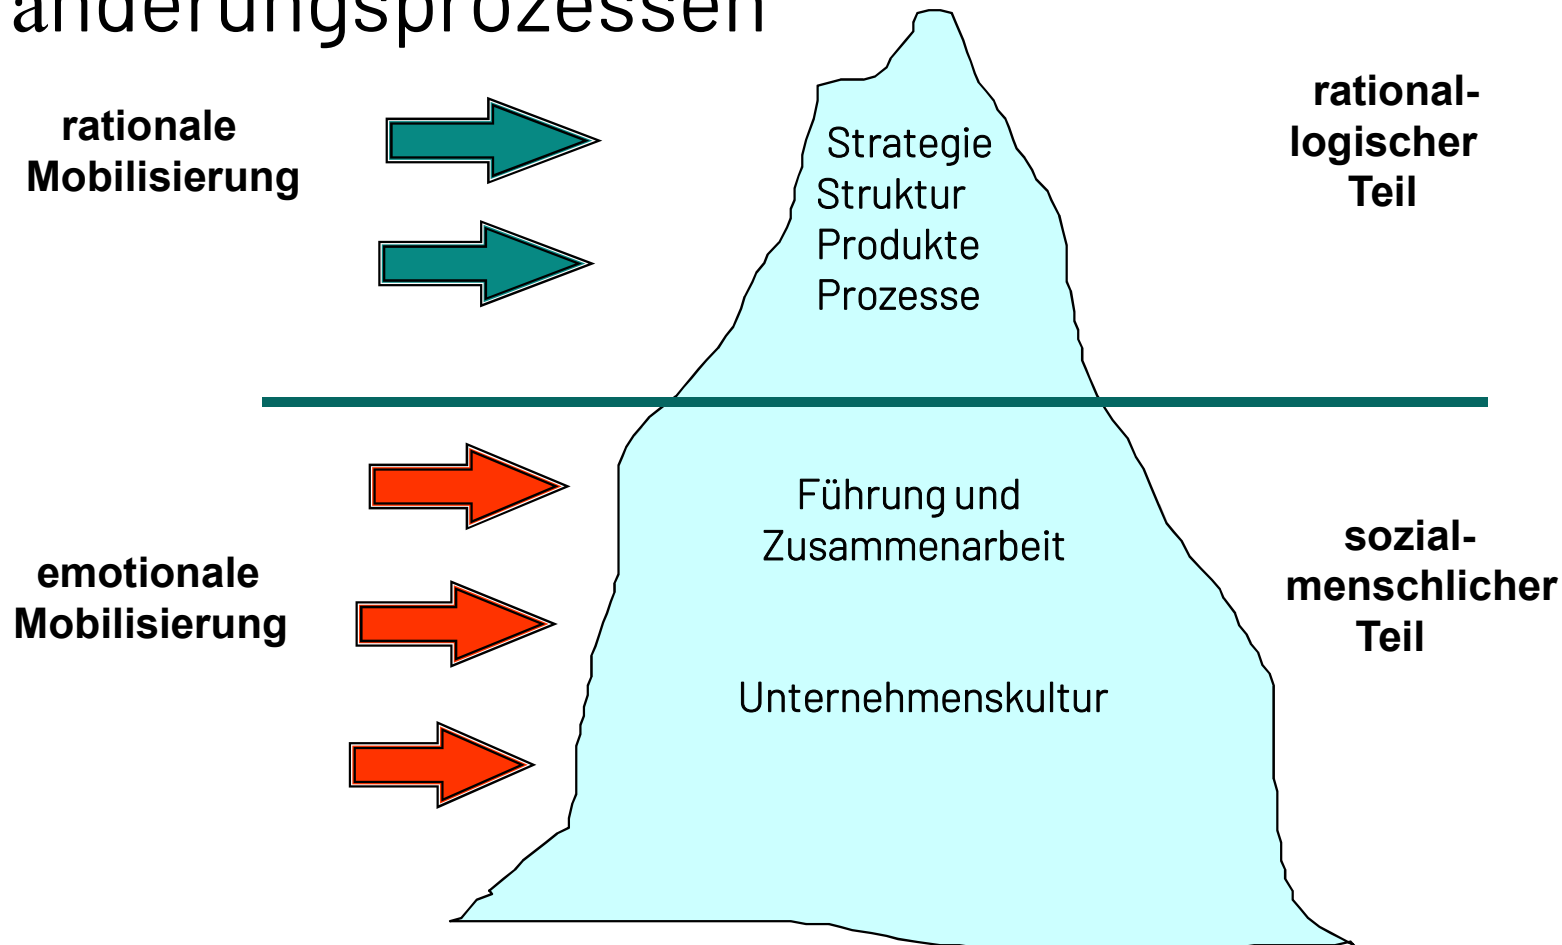 änderungsprozessen
rationale
Mobilisierung
Strategie
Struktur
Produkte
Prozesse
rational-
logischer
Teil
emotionale
Mobilisierung
Führung und
Zusammenarbeit
Unternehmenskultur
sozial-
menschlicher
Teil